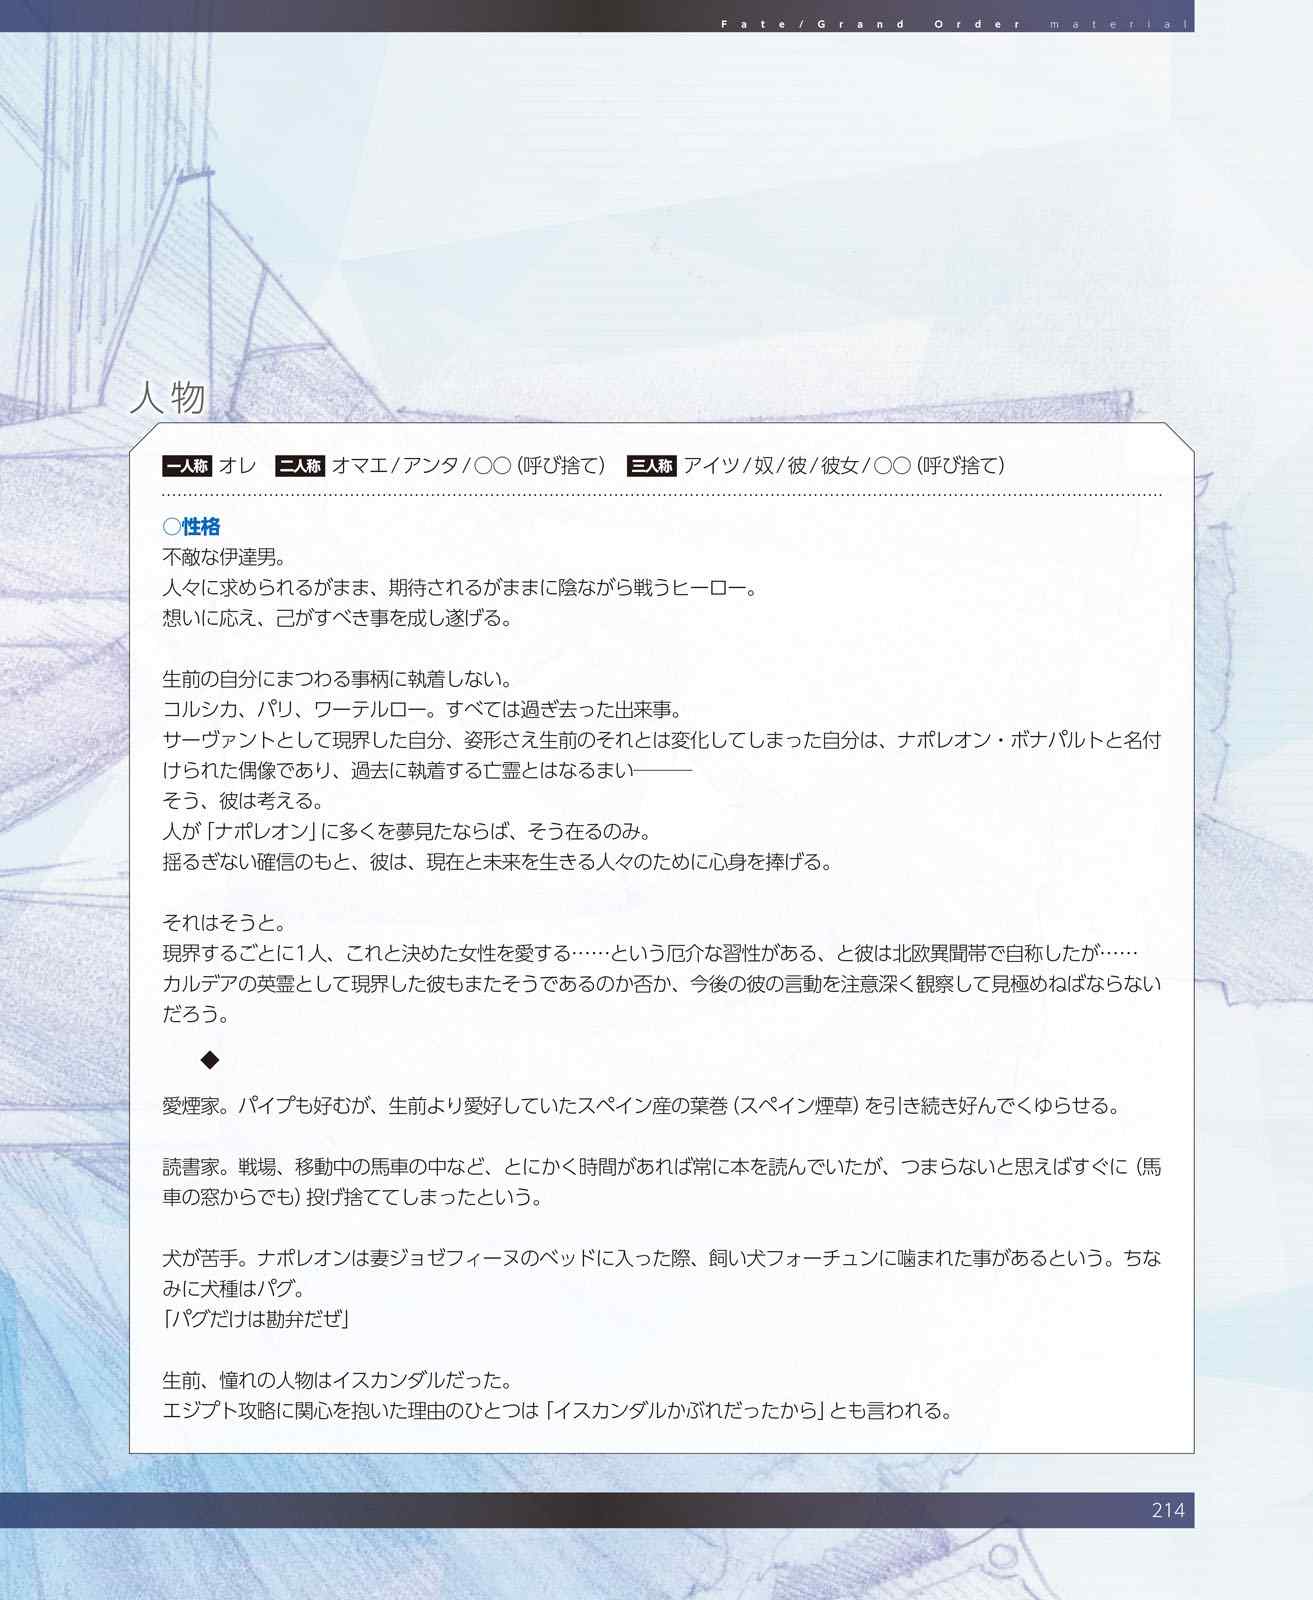 Fate/Grand Order material
人物
一人称 オレ 二人称 オマエ/アンタ/○○（呼び捨て） 三人称 アイツ/奴/彼/彼女/○○（呼び捨て）
○性格
不敵な伊達男。
人々に求められるがまま、期待されるがままに陰ながら戦うヒーロー。
想いに応え、己がすべき事を成し遂げる。
生前の自分にまつわる事柄に執着しない。
コルシカ、パリ、ワーテルロー。すべては過ぎ去った出来事。
サーヴァントとして現界した自分、姿形さえ生前のそれとは変化してしまった自分は、ナポレオン・ボナパルトと名付
けられた偶像であり、過去に執着する亡霊とはなるまい―――
そう、彼は考える。
人が「ナポレオン」に多くを夢見たならば、そう在るのみ。
揺るぎない確信のもと、彼は、現在と未来を生きる人々のために心身を捧げる。
それはそうと。
現界するごとに1人、これと決めた女性を愛する……という厄介な習性がある、と彼は北欧異聞帯で自称したが……
カルデアの英霊として現界した彼もまたそうであるのか否か、今後の彼の言動を注意深く観察して見極めねばならない
だろう。
◆
愛煙家。パイプも好むが、生前より愛好していたスペイン産の葉巻（スペイン煙草）を引き続き好んでくゆらせる。
読書家。戦場、移動中の馬車の中など、とにかく時間があれば常に本を読んでいたが、つまらないと思えばすぐに（馬
車の窓からでも）投げ捨ててしまったという。
犬が苦手。ナポレオンは妻ジョゼフィーヌのベッドに入った際、飼い犬フォーチュンに噛まれた事があるという。ちな
みに犬種はパグ。
「パグだけは勘弁だぜ」
生前、憧れの人物はイスカンダルだった。
エジプト攻略に関心を抱いた理由のひとつは「イスカンダルかぶれだったから」とも言われる。
214